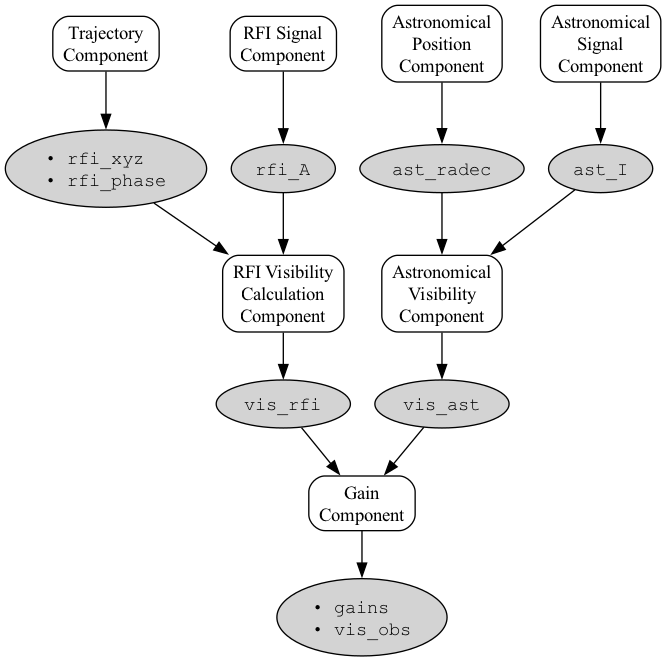 Trajectory
Component
RFI Signal
Component
Astronomical
Position
Component
Astronomical
Signal
Component
• rfi_xyz
• rfi_phase
rfi_A
ast_radec
ast_I
RFI Visibility
Calculation
Component
Astronomical
Visibility
Component
vis_rfi
vis_ast
Gain
Component
• gains
• vis_obs